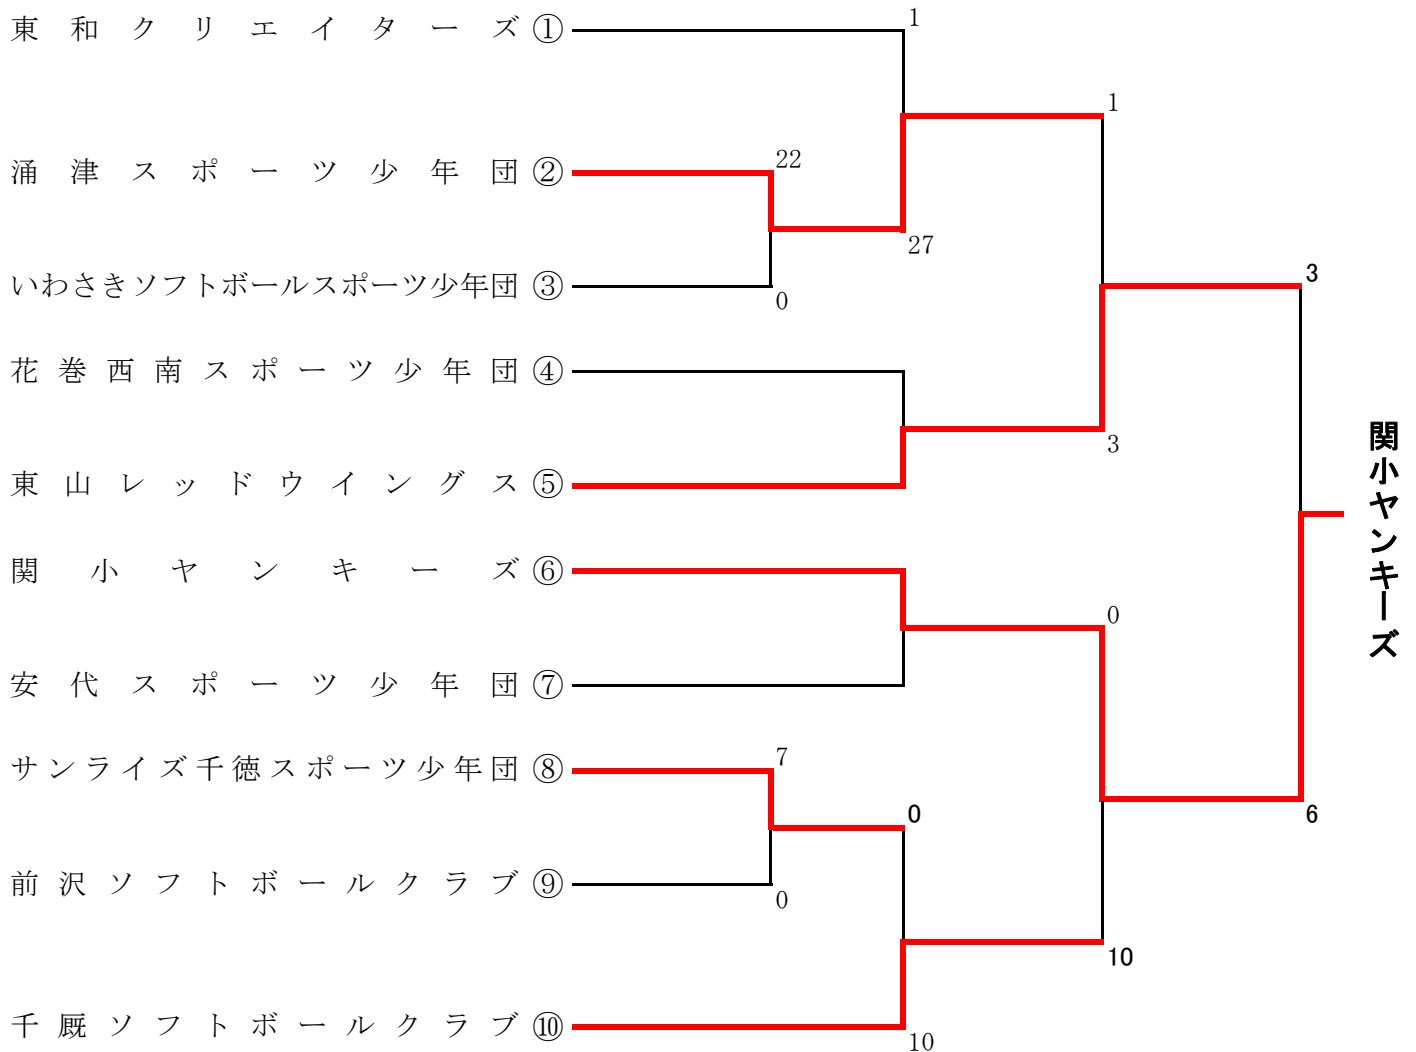 東和クリエイターズ ①
1
1
涌津スポーツ少年団 ②
22
27
いわさきソフトボールスポーツ少年団 ③
0
3
花巻西南スポーツ少年団 ④
3
東山レッドウイングス ⑤
関小ヤンキーズ
関小ヤンキーズ ⑥
0
安代スポーツ少年団 ⑦
サンライズ千徳スポーツ少年団 ⑧
7
0
6
前沢ソフトボールクラブ ⑨
0
10
千厩ソフトボールクラブ ⑩
10